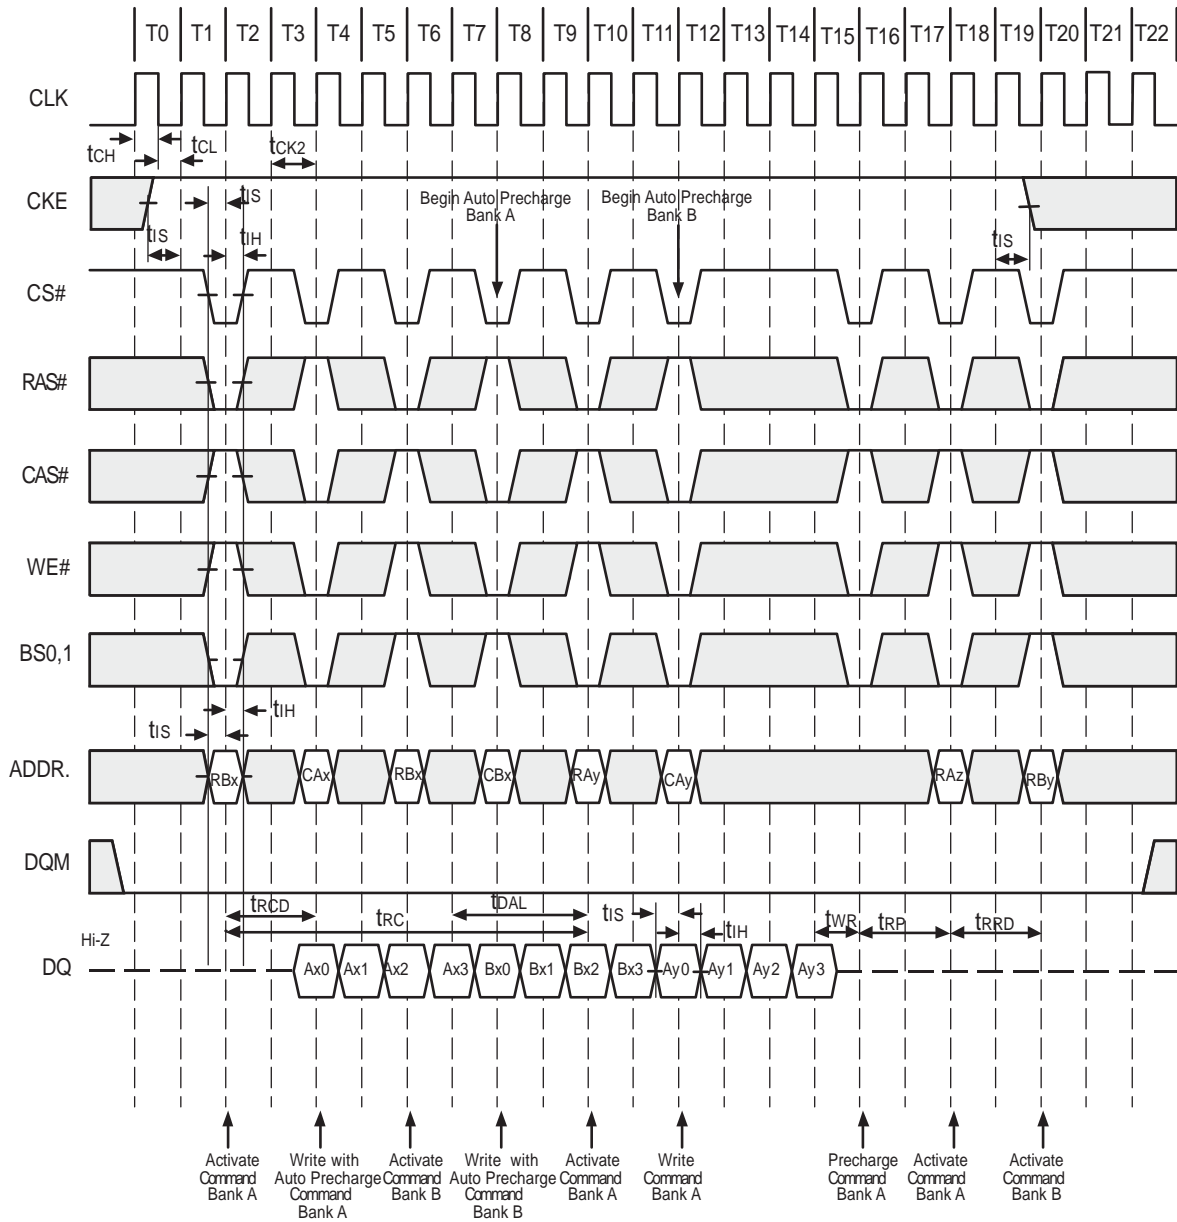 T0 T1 T2 T3 T4 T5 T6 T7 T8 T9 T10 T11 T12 T13 T14 T15 T16 T17 T18 T19 T20 T21 T22
CLK
tCH tCL tCK2
CKE
tIS
Begin Auto Precharge
Bank A
Begin Auto Precharge
Bank B
tIS tIH tIS
CS#
RAS#
CAS#
WE#
BS0,1
tIS tIH
ADDR.
RBx CAx RBx CBx RAy CAy RAz RBy
DQM
tRCD tRC tDAL tIS tIH tWR tRP tRRD
Hi-Z
DQ
Ax0 Ax1 Ax2 Ax3 Bx0 Bx1 Bx2 Bx3 Ay0 Ay1 Ay2 Ay3
Activate
Command
Bank A
Write with
Auto Precharge
Command
Bank A
Activate
Command
Bank B
Write with
Auto Precharge
Command
Bank B
Activate
Command
Bank A
Write
Command
Bank A
Precharge
Command
Bank A
Activate
Command
Bank A
Activate
Command
Bank B